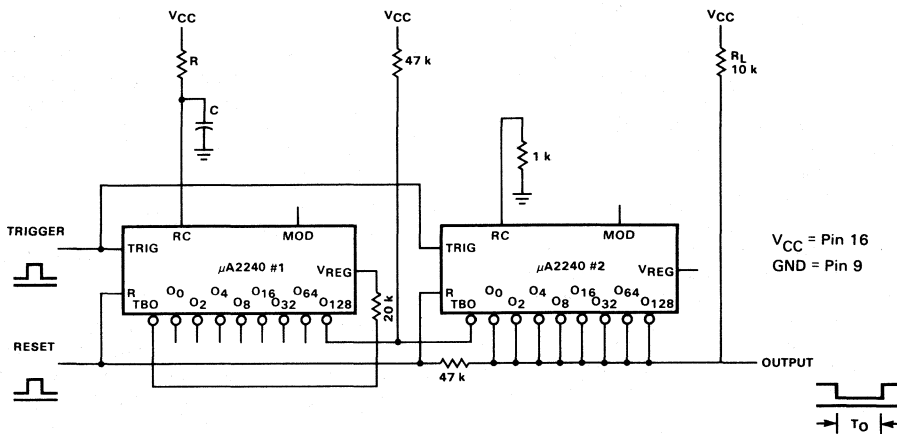 VCC VCC VCC
R 47 k RL
10 k
C
1 k
TRIGGER TRIG RC MOD TRIG RC MOD
μA2240 #1 VREG μA2240 #2 VREG
VCC = Pin 16
GND = Pin 9
R TBO O0 O2 O4 O8 O16 O32 O64 O128 20 k R TBO O0 O2 O4 O8 O16 O32 O64 O128
RESET 47 k OUTPUT
TO